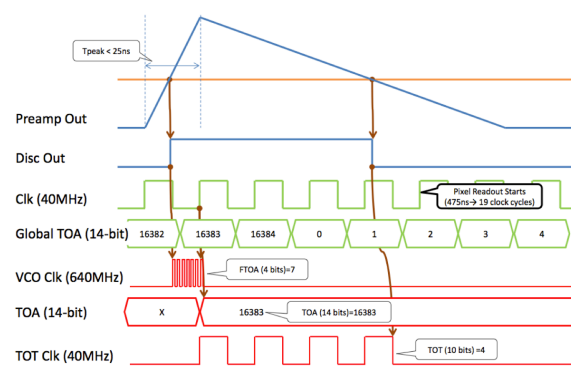 Tpeak < 25ns
Preamp Out
Disc Out
Clk (40MHz)
Pixel Readout Starts
(475ns→ 19 clock cycles)
Global TOA (14-bit)
16382 16383 16384 0 1 2 3 4
VCO Clk (640MHz)
FTOA (4 bits)=7
TOA (14-bit)
X 16383 TOA (14 bits)=16383
TOT Clk (40MHz)
TOT (10 bits) =4